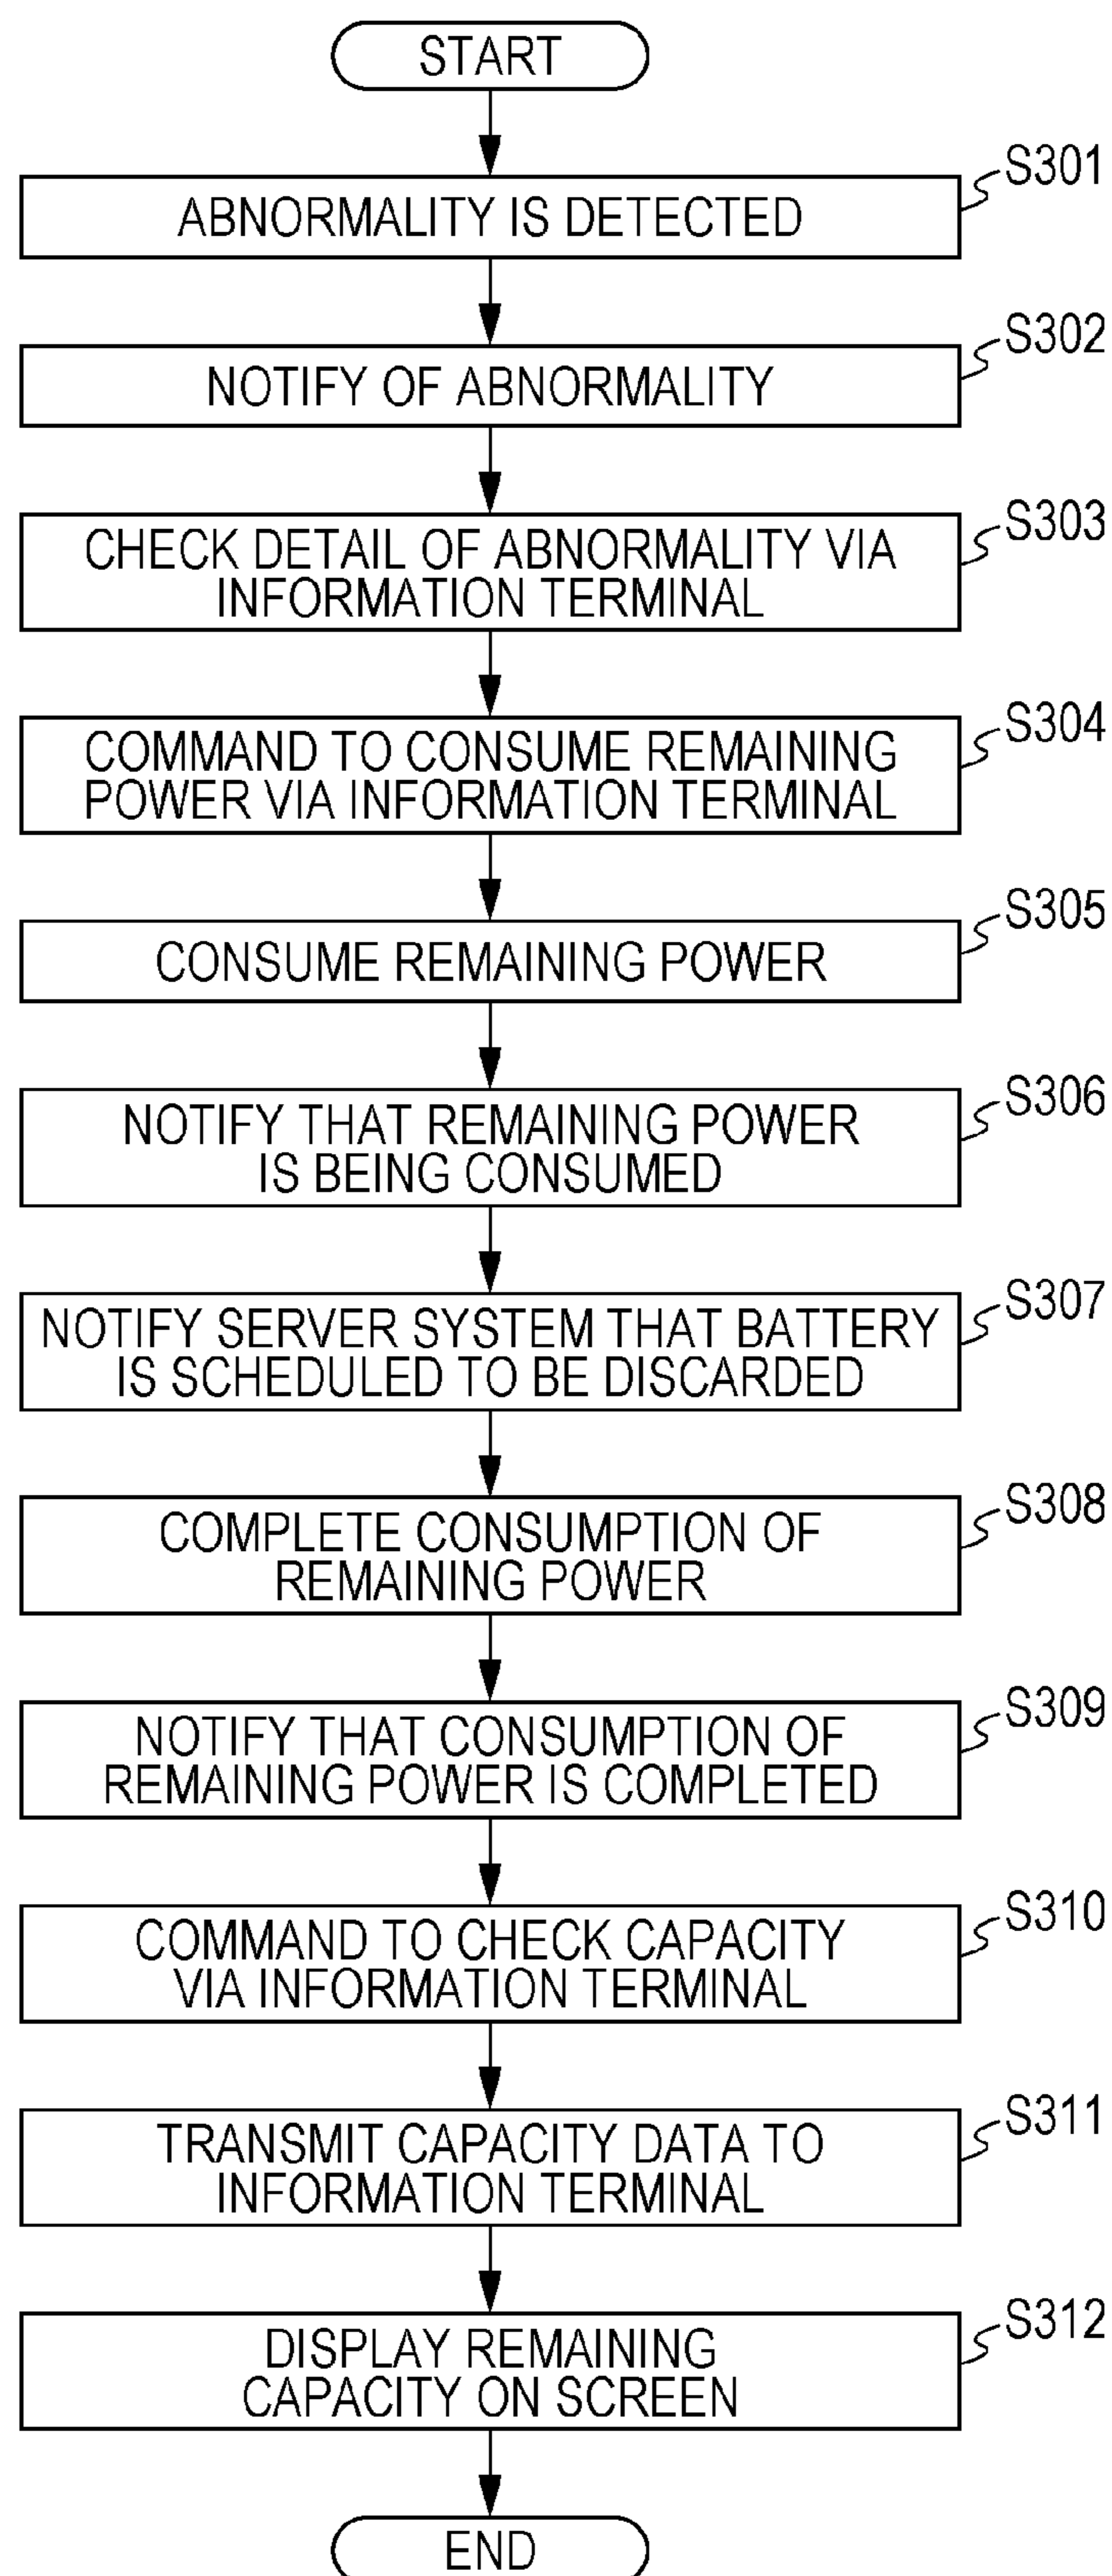 START
S301
ABNORMALITY IS DETECTED
S302
NOTIFY OF ABNORMALITY
S303
CHECK DETAIL OF ABNORMALITY VIA
INFORMATION TERMINAL
S304
COMMAND TO CONSUME REMAINING
POWER VIA INFORMATION TERMINAL
S305
CONSUME REMAINING POWER
S306
NOTIFY THAT REMAINING POWER
IS BEING CONSUMED
S307
NOTIFY SERVER SYSTEM THAT BATTERY
IS SCHEDULED TO BE DISCARDED
S308
COMPLETE CONSUMPTION OF
REMAINING POWER
S309
NOTIFY THAT CONSUMPTION OF
REMAINING POWER IS COMPLETED
S310
COMMAND TO CHECK CAPACITY
VIA INFORMATION TERMINAL
S311
TRANSMIT CAPACITY DATA TO
INFORMATION TERMINAL
S312
DISPLAY REMAINING
CAPACITY ON SCREEN
END